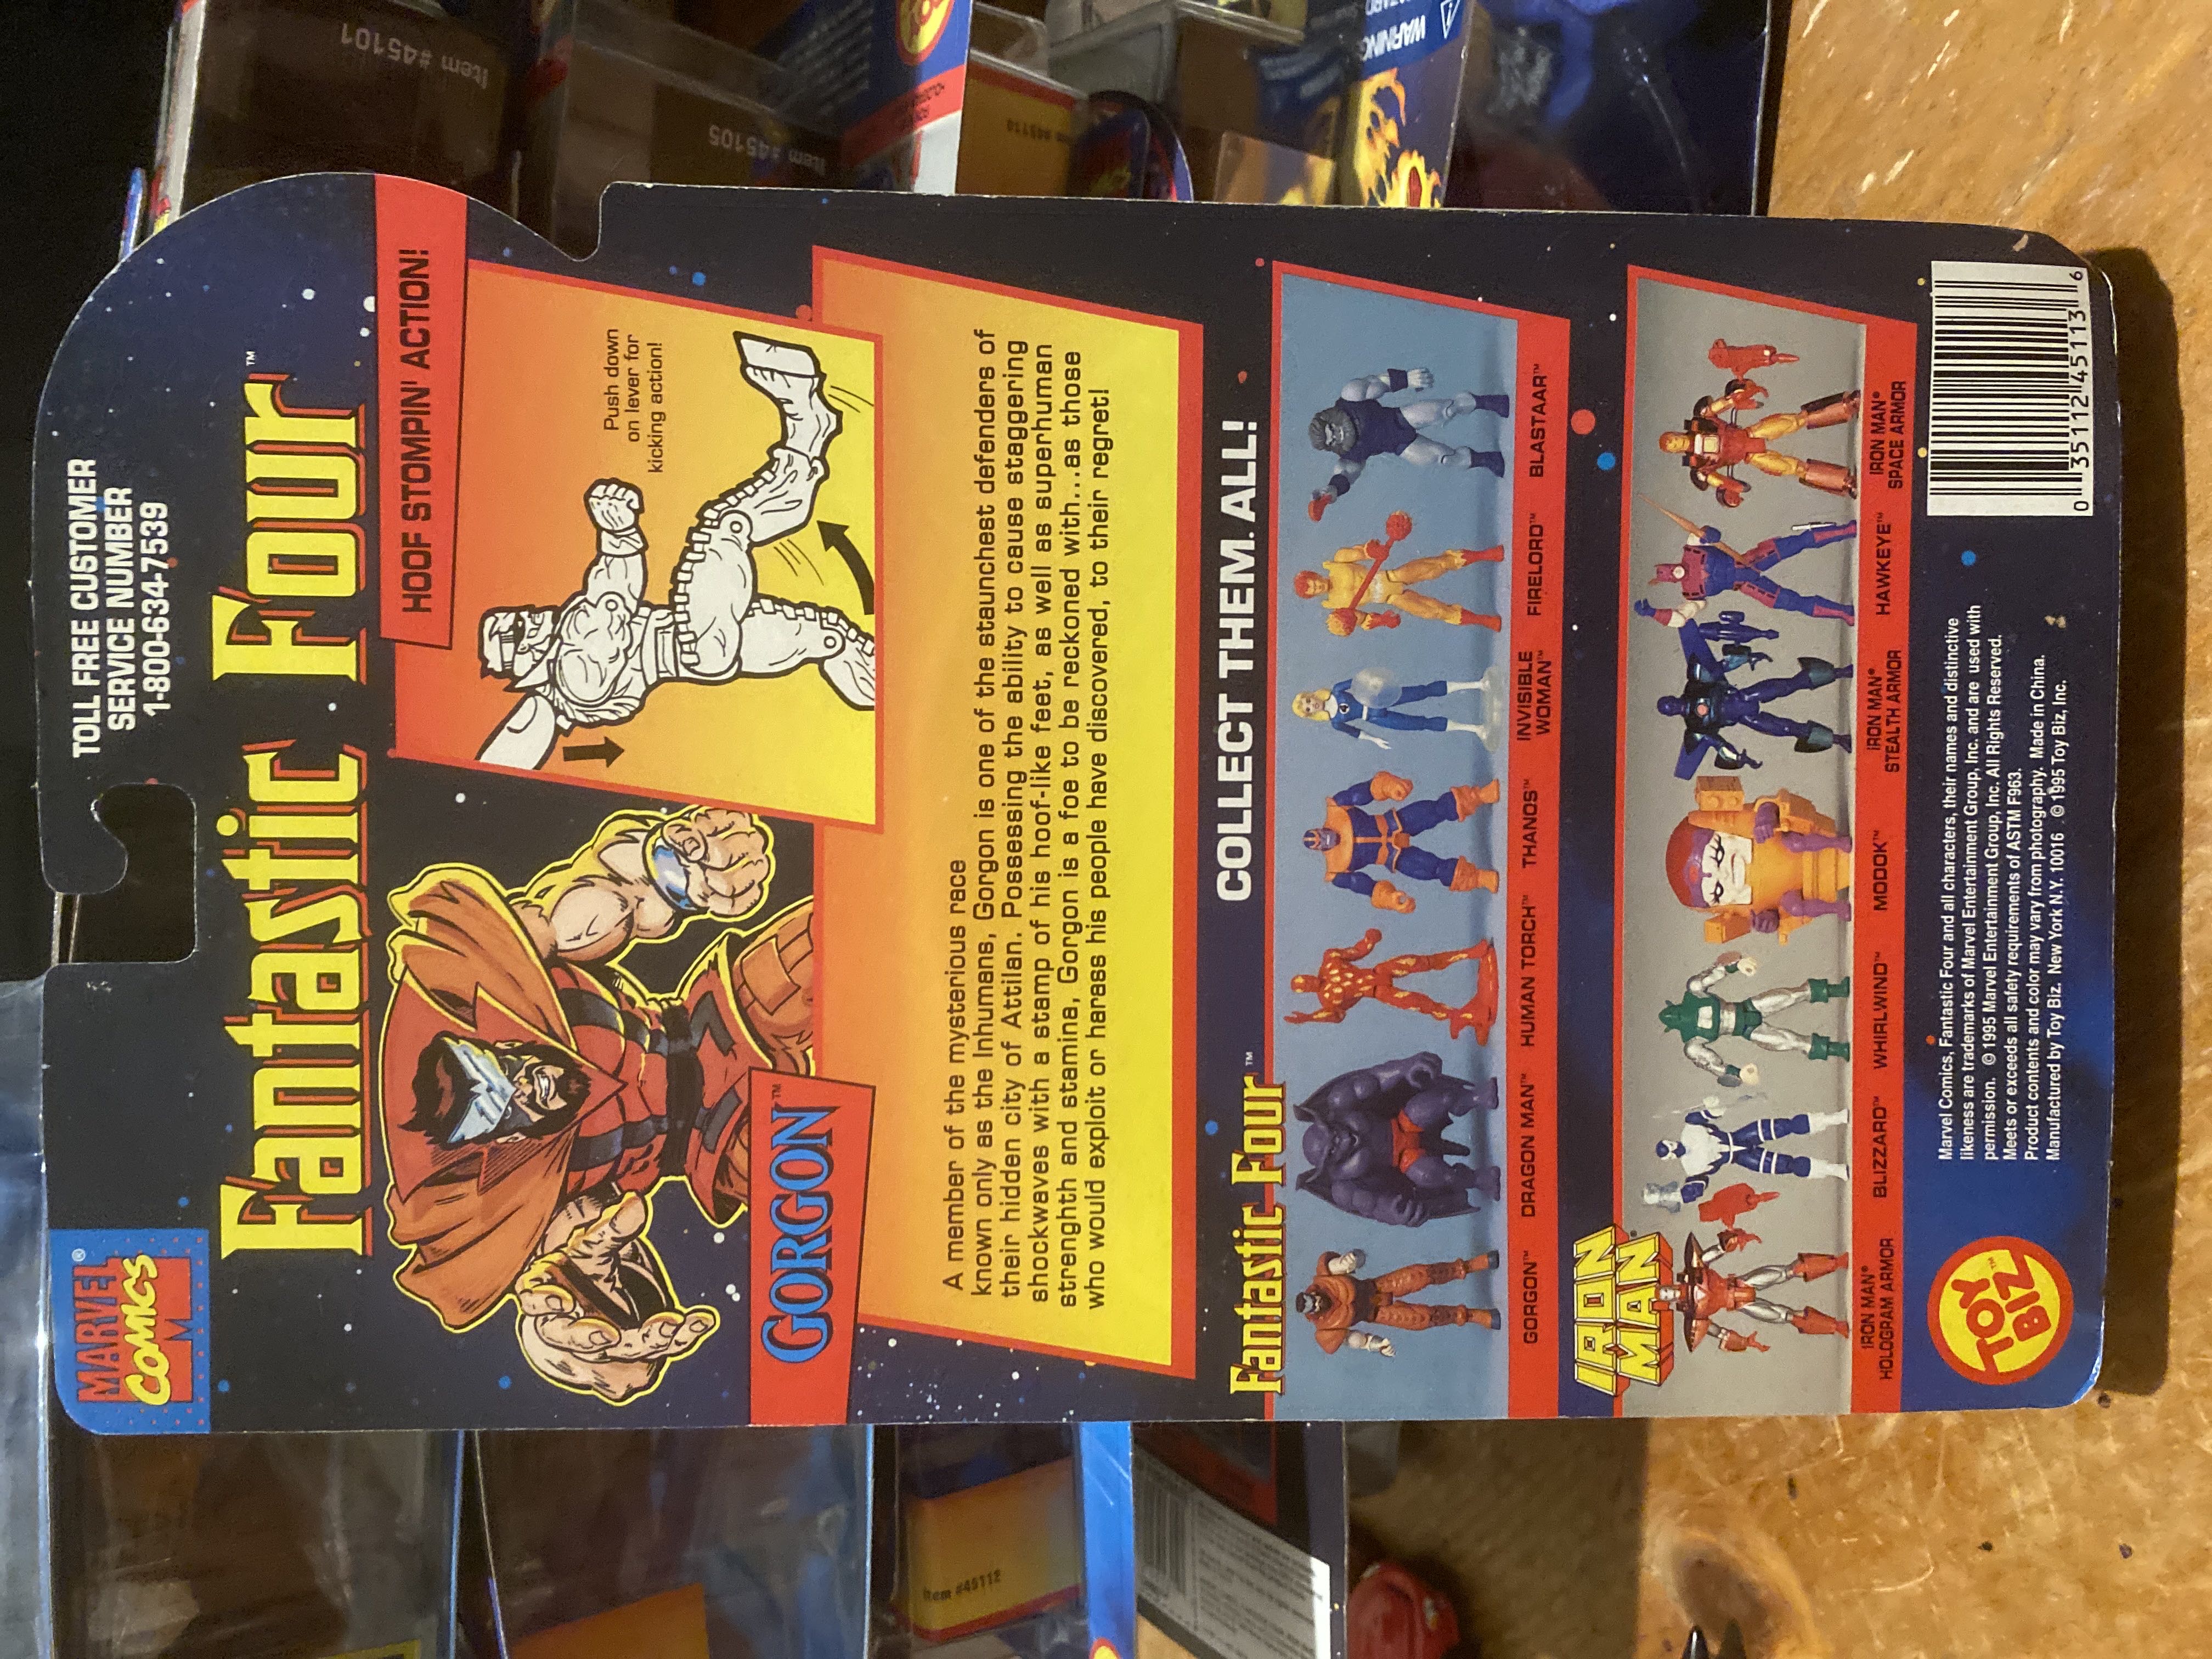 TOLL FREE CUSTOMER
SERVICE NUMBER
1-800-634-7539
MARVEL®
COMICS
Fantastic Four™
HOOF STOMPIN' ACTION!
Push down
on lever for
kicking action!
GORGON™
A member of the mysterious race
known only as the Inhumans, Gorgon is one of the staunchest defenders of
their hidden city of Attilan. Possessing the ability to cause staggering
shockwaves with a stamp of his hoof-like feet, as well as superhuman
strenghth and stamina, Gorgon is a foe to be reckoned with...as those
who would exploit or harass his people have discovered, to their regret!
COLLECT THEM ALL!
Fantastic Four™
GORGON™ DRAGON MAN™ HUMAN TORCH™ THANOS™ INVISIBLE WOMAN™ FIRELORD™ BLASTAAR™
IRON
MAN®
IRON MAN® HOLOGRAM ARMOR BLIZZARD™ WHIRLWIND™ MODOK™ IRON MAN® STEALTH ARMOR HAWKEYE™ IRON MAN® SPACE ARMOR
TOY
BIZ™
Marvel Comics, Fantastic Four and all characters, their names and distinctive
likeness are trademarks of Marvel Entertainment Group, Inc. and are used with
permission. © 1995 Marvel Entertainment Group, Inc. All Rights Reserved.
Meets or exceeds all safety requirements of ASTM F963.
Product contents and color may vary from photography. Made in China.
Manufactured by Toy Biz. New York N.Y. 10016 © 1995 Toy Biz, Inc.
0 35112 45113 6
Item #45101
Item #45105
#45114
WARNING
Item #45112